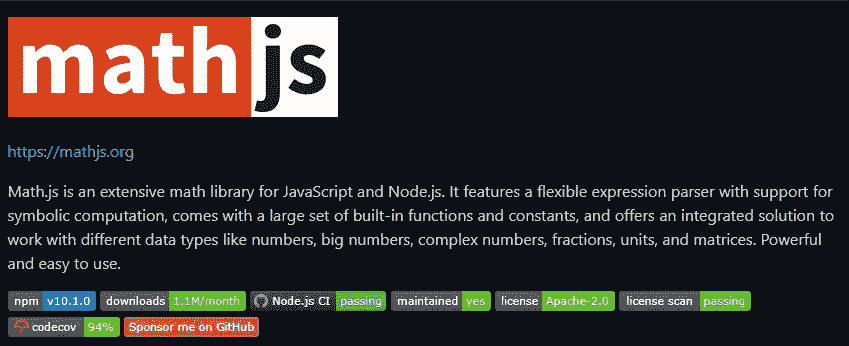 math js
https://mathjs.org
Math.js is an extensive math library for JavaScript and Node.js. It features a flexible expression parser with support for
symbolic computation, comes with a large set of built-in functions and constants, and offers an integrated solution to
work with different data types like numbers, big numbers, complex numbers, fractions, units, and matrices. Powerful
and easy to use.
npm v10.1.0 downloads 1.1M/month Node.js CI passing maintained yes license Apache-2.0 license scan passing
codecov 94% Sponsor me on GitHub